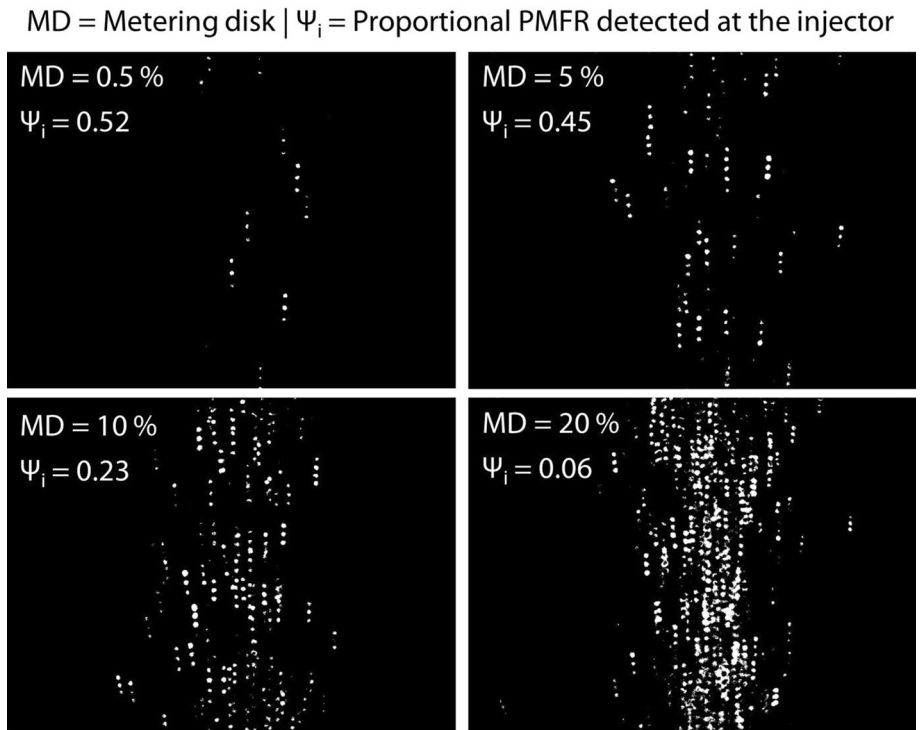 MD = Metering disk | Ψi = Proportional PMFR detected at the injector
MD = 0.5 %
Ψi = 0.52
MD = 5 %
Ψi = 0.45
MD = 10 %
Ψi = 0.23
MD = 20 %
Ψi = 0.06